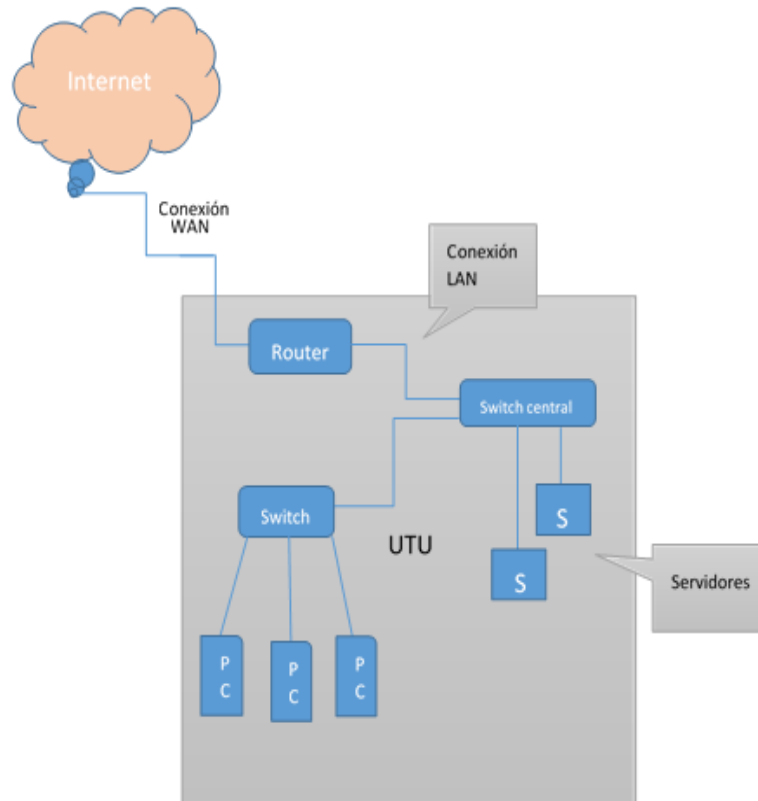 Internet
Conexión
WAN
Conexión
LAN
Router
Switch central
Switch
S
UTU
S
Servidores
P
C
P
C
P
C